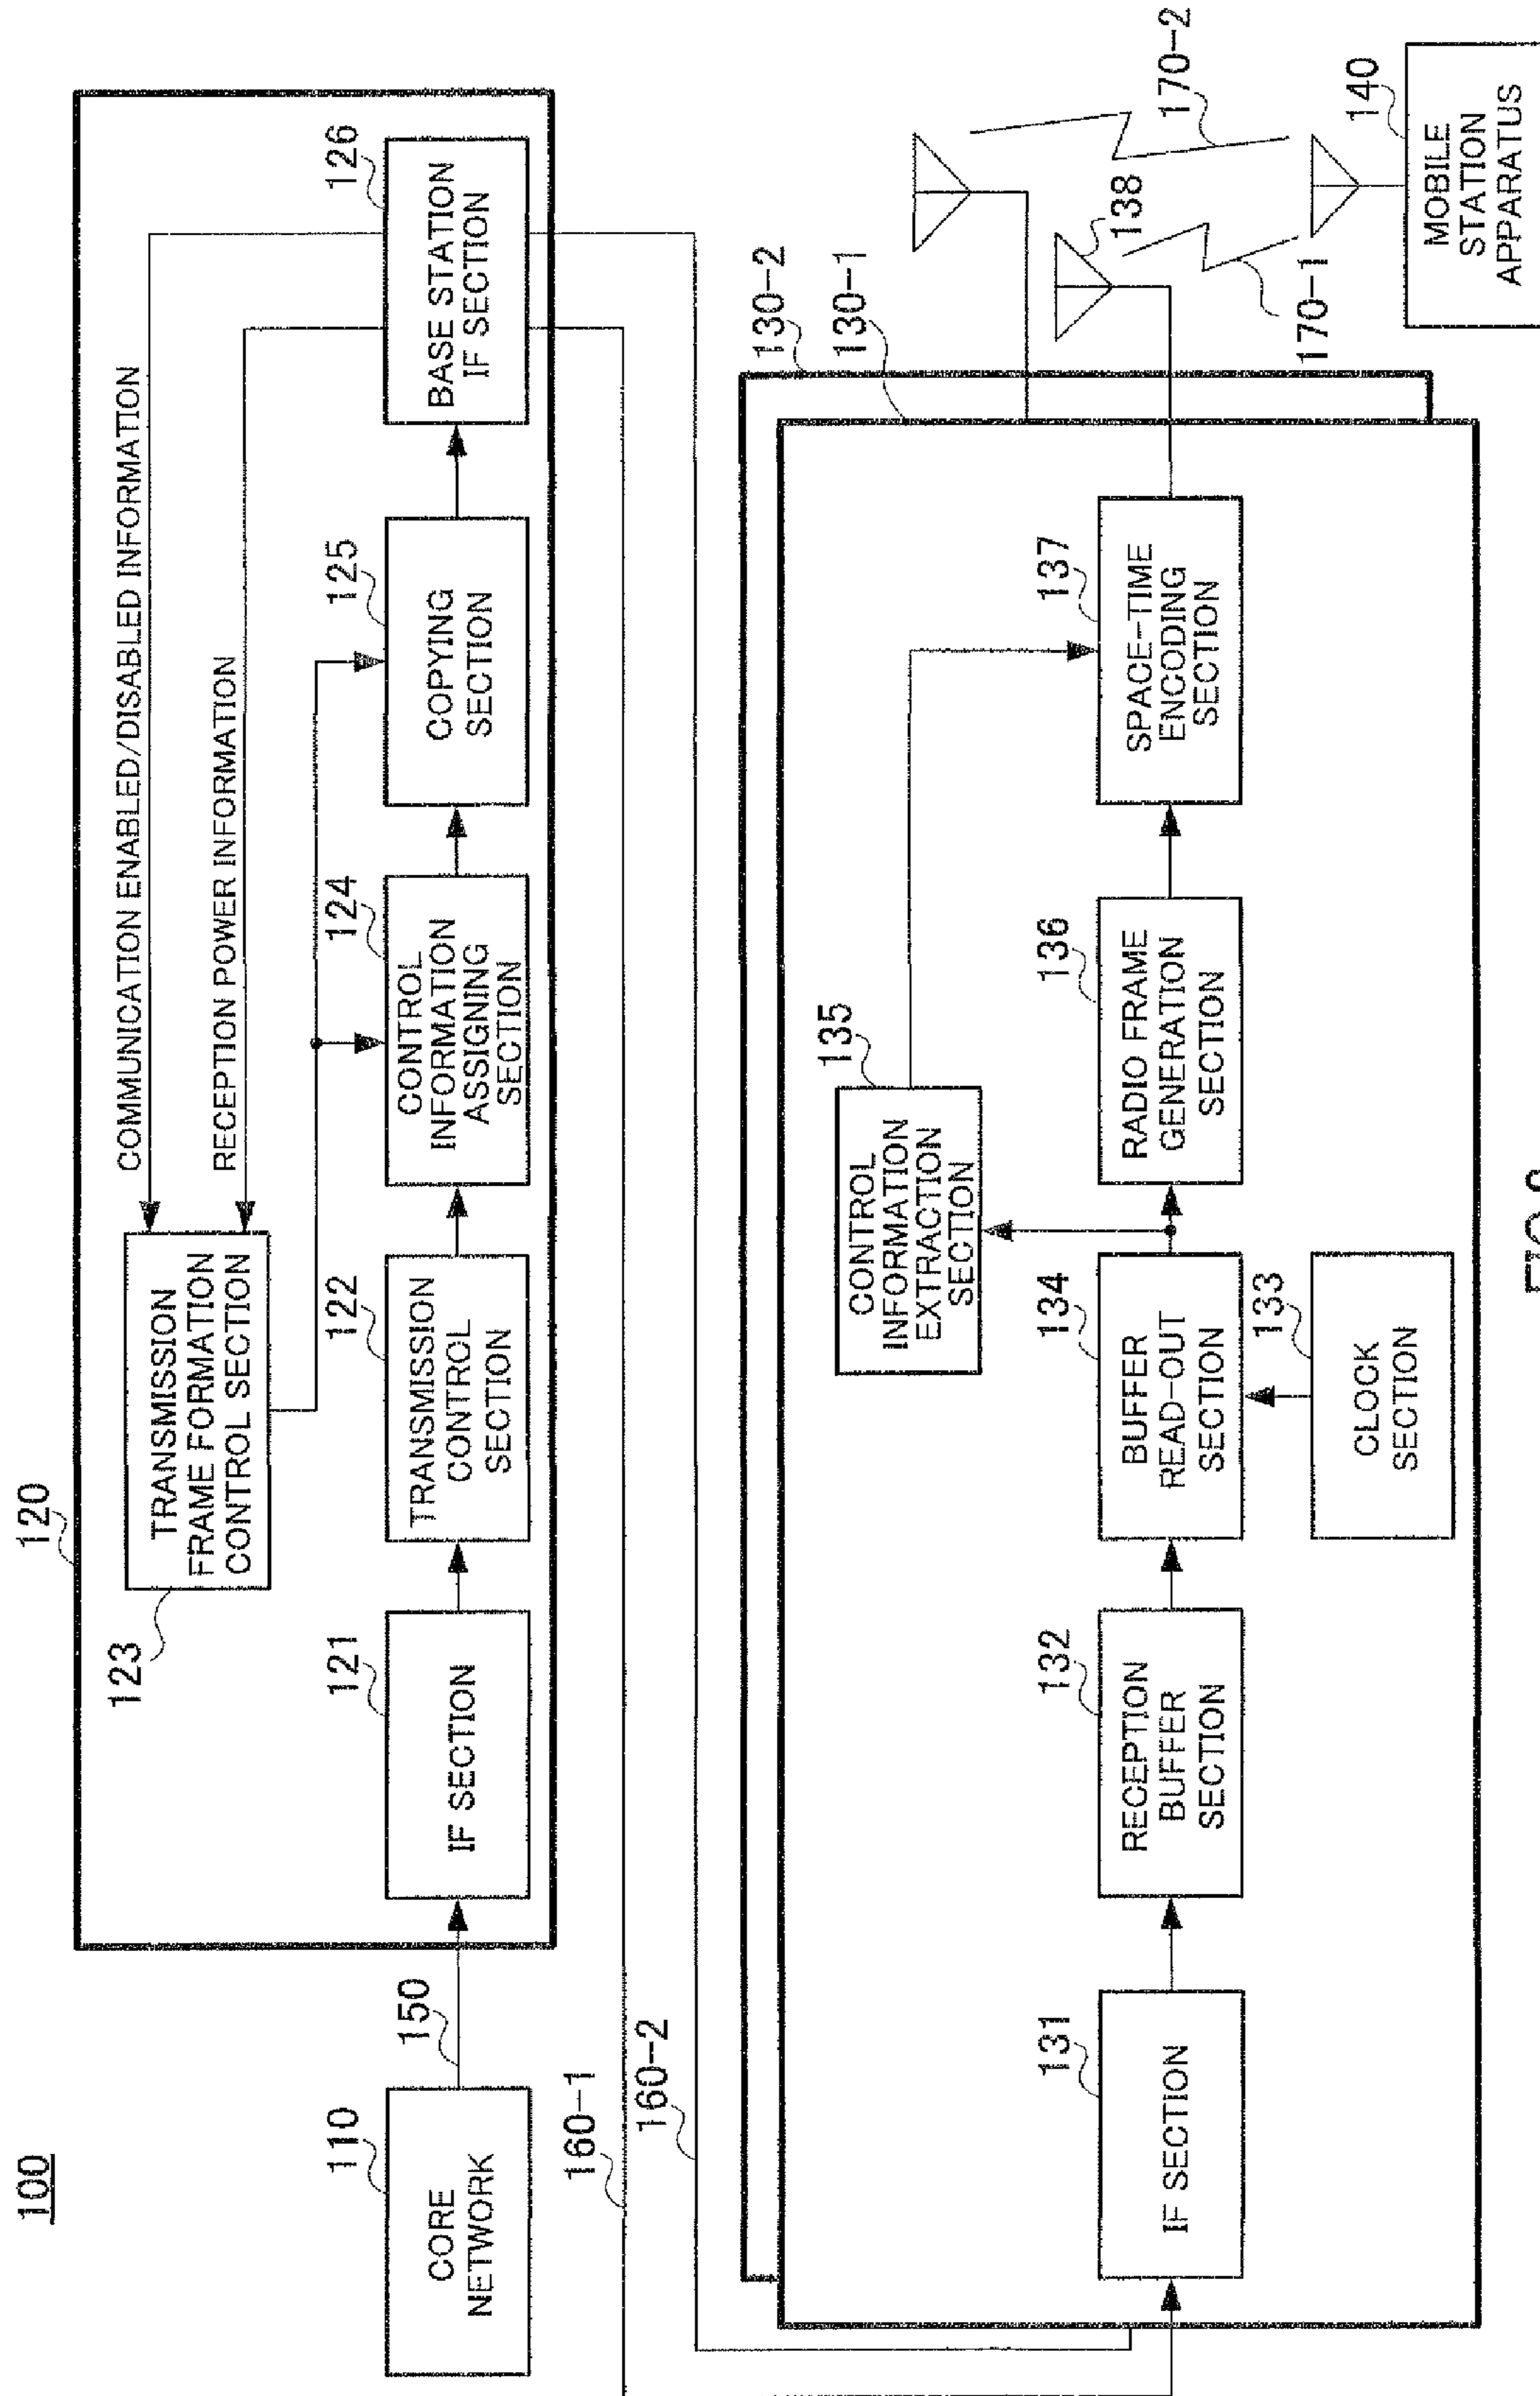 100
110
CORE
NETWORK
150
120
123
TRANSMISSION
FRAME FORMATION
CONTROL SECTION
COMMUNICATION ENABLED/DISABLED INFORMATION
RECEPTION POWER INFORMATION
121
IF SECTION
122
TRANSMISSION
CONTROL
SECTION
124
CONTROL
INFORMATION
ASSIGNING
SECTION
125
COPYING
SECTION
126
BASE STATION
IF SECTION
160-1
160-2
130-2
130-1
131
IF SECTION
132
RECEPTION
BUFFER
SECTION
134
BUFFER
READ-OUT
SECTION
133
CLOCK
SECTION
135
CONTROL
INFORMATION
EXTRACTION
SECTION
136
RADIO FRAME
GENERATION
SECTION
137
SPACE-TIME
ENCODING
SECTION
138
170-2
170-1
140
MOBILE
STATION
APPARATUS